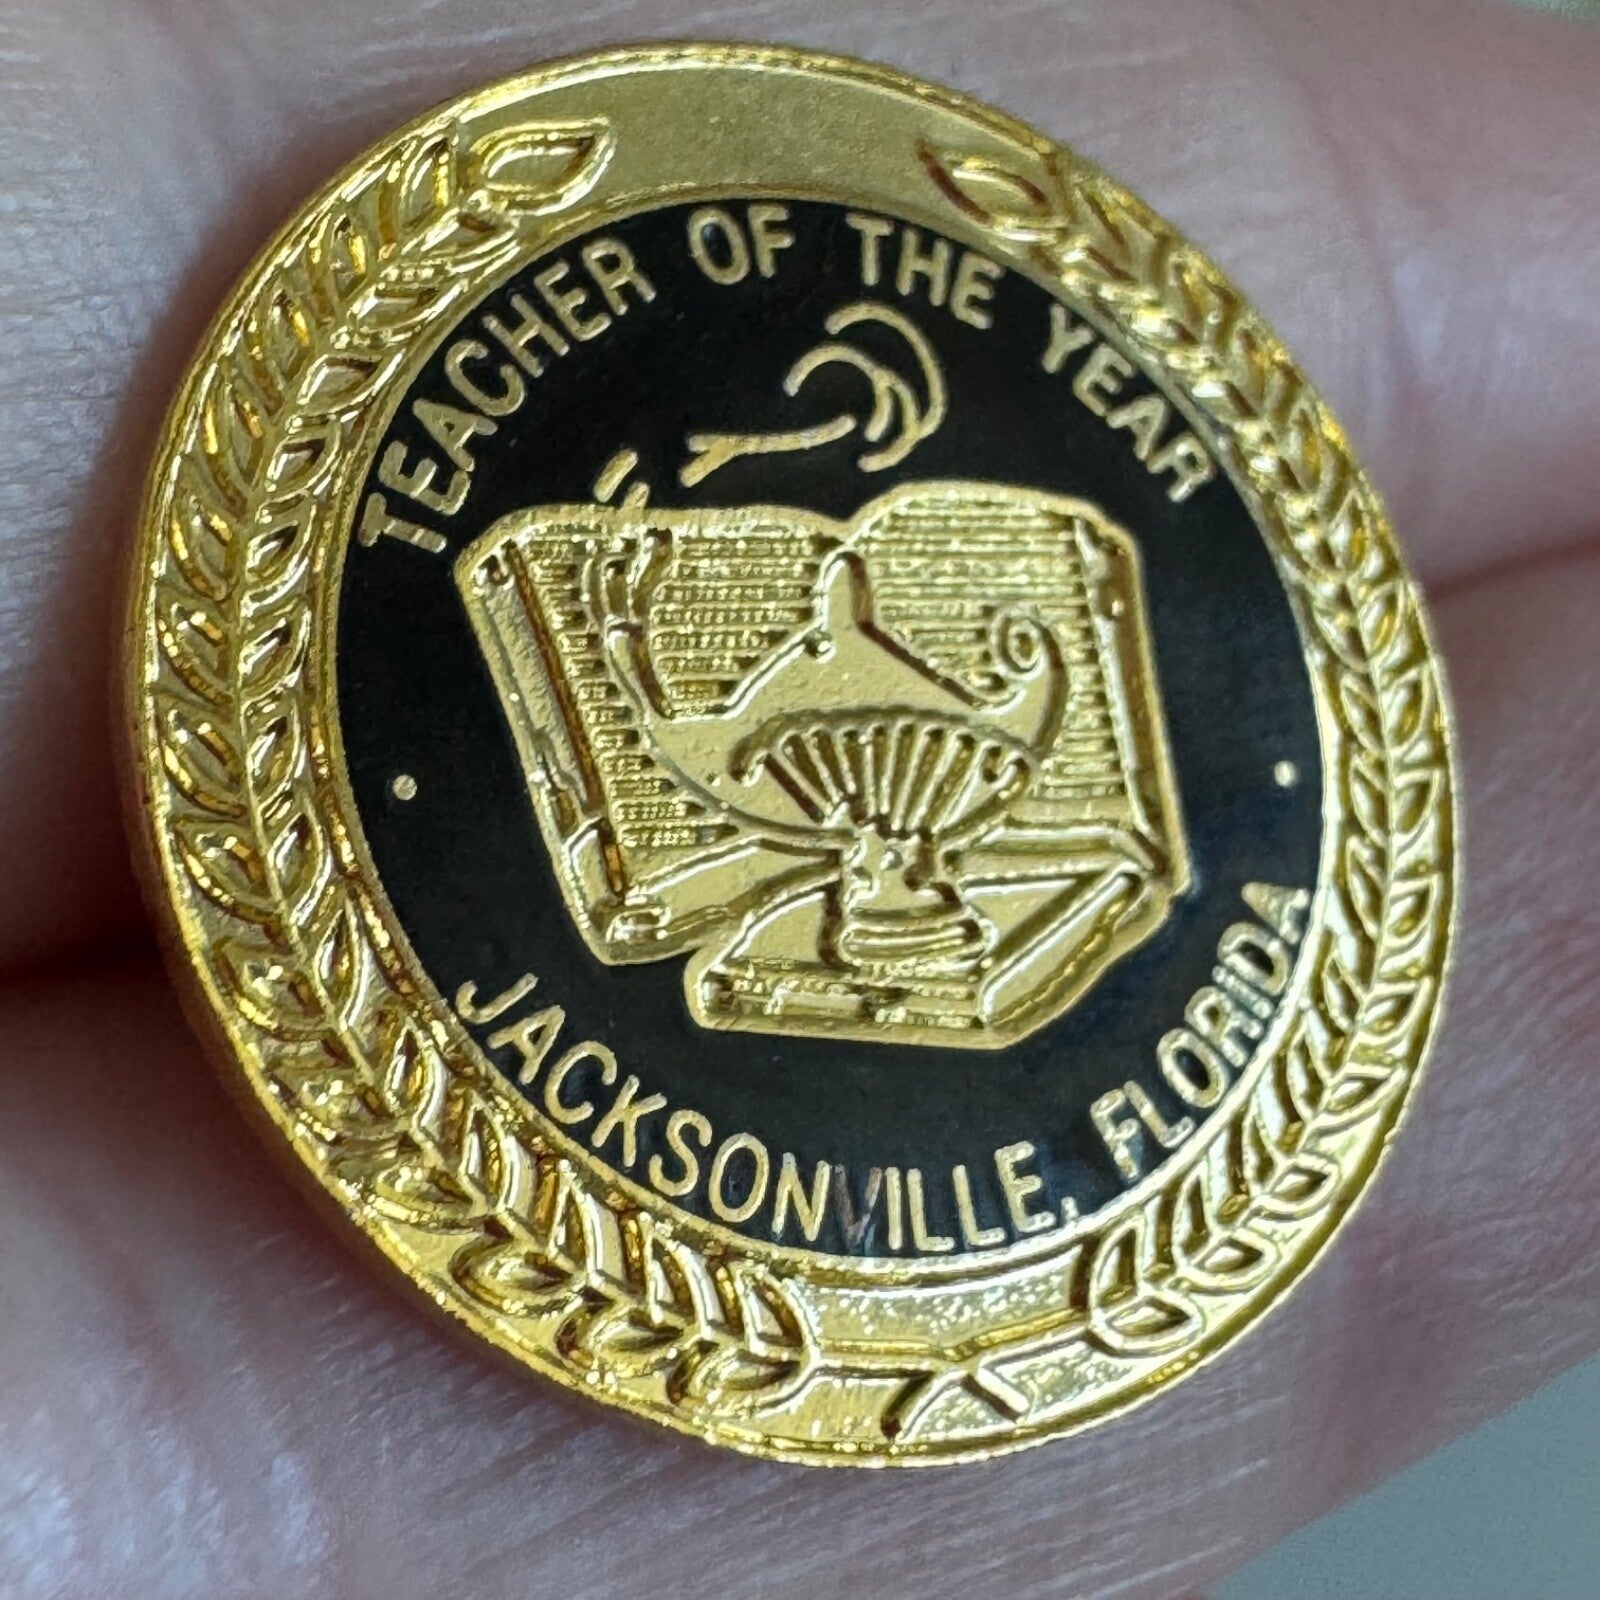 TEACHER OF THE YEAR
JACKSONVILLE, FLORIDA